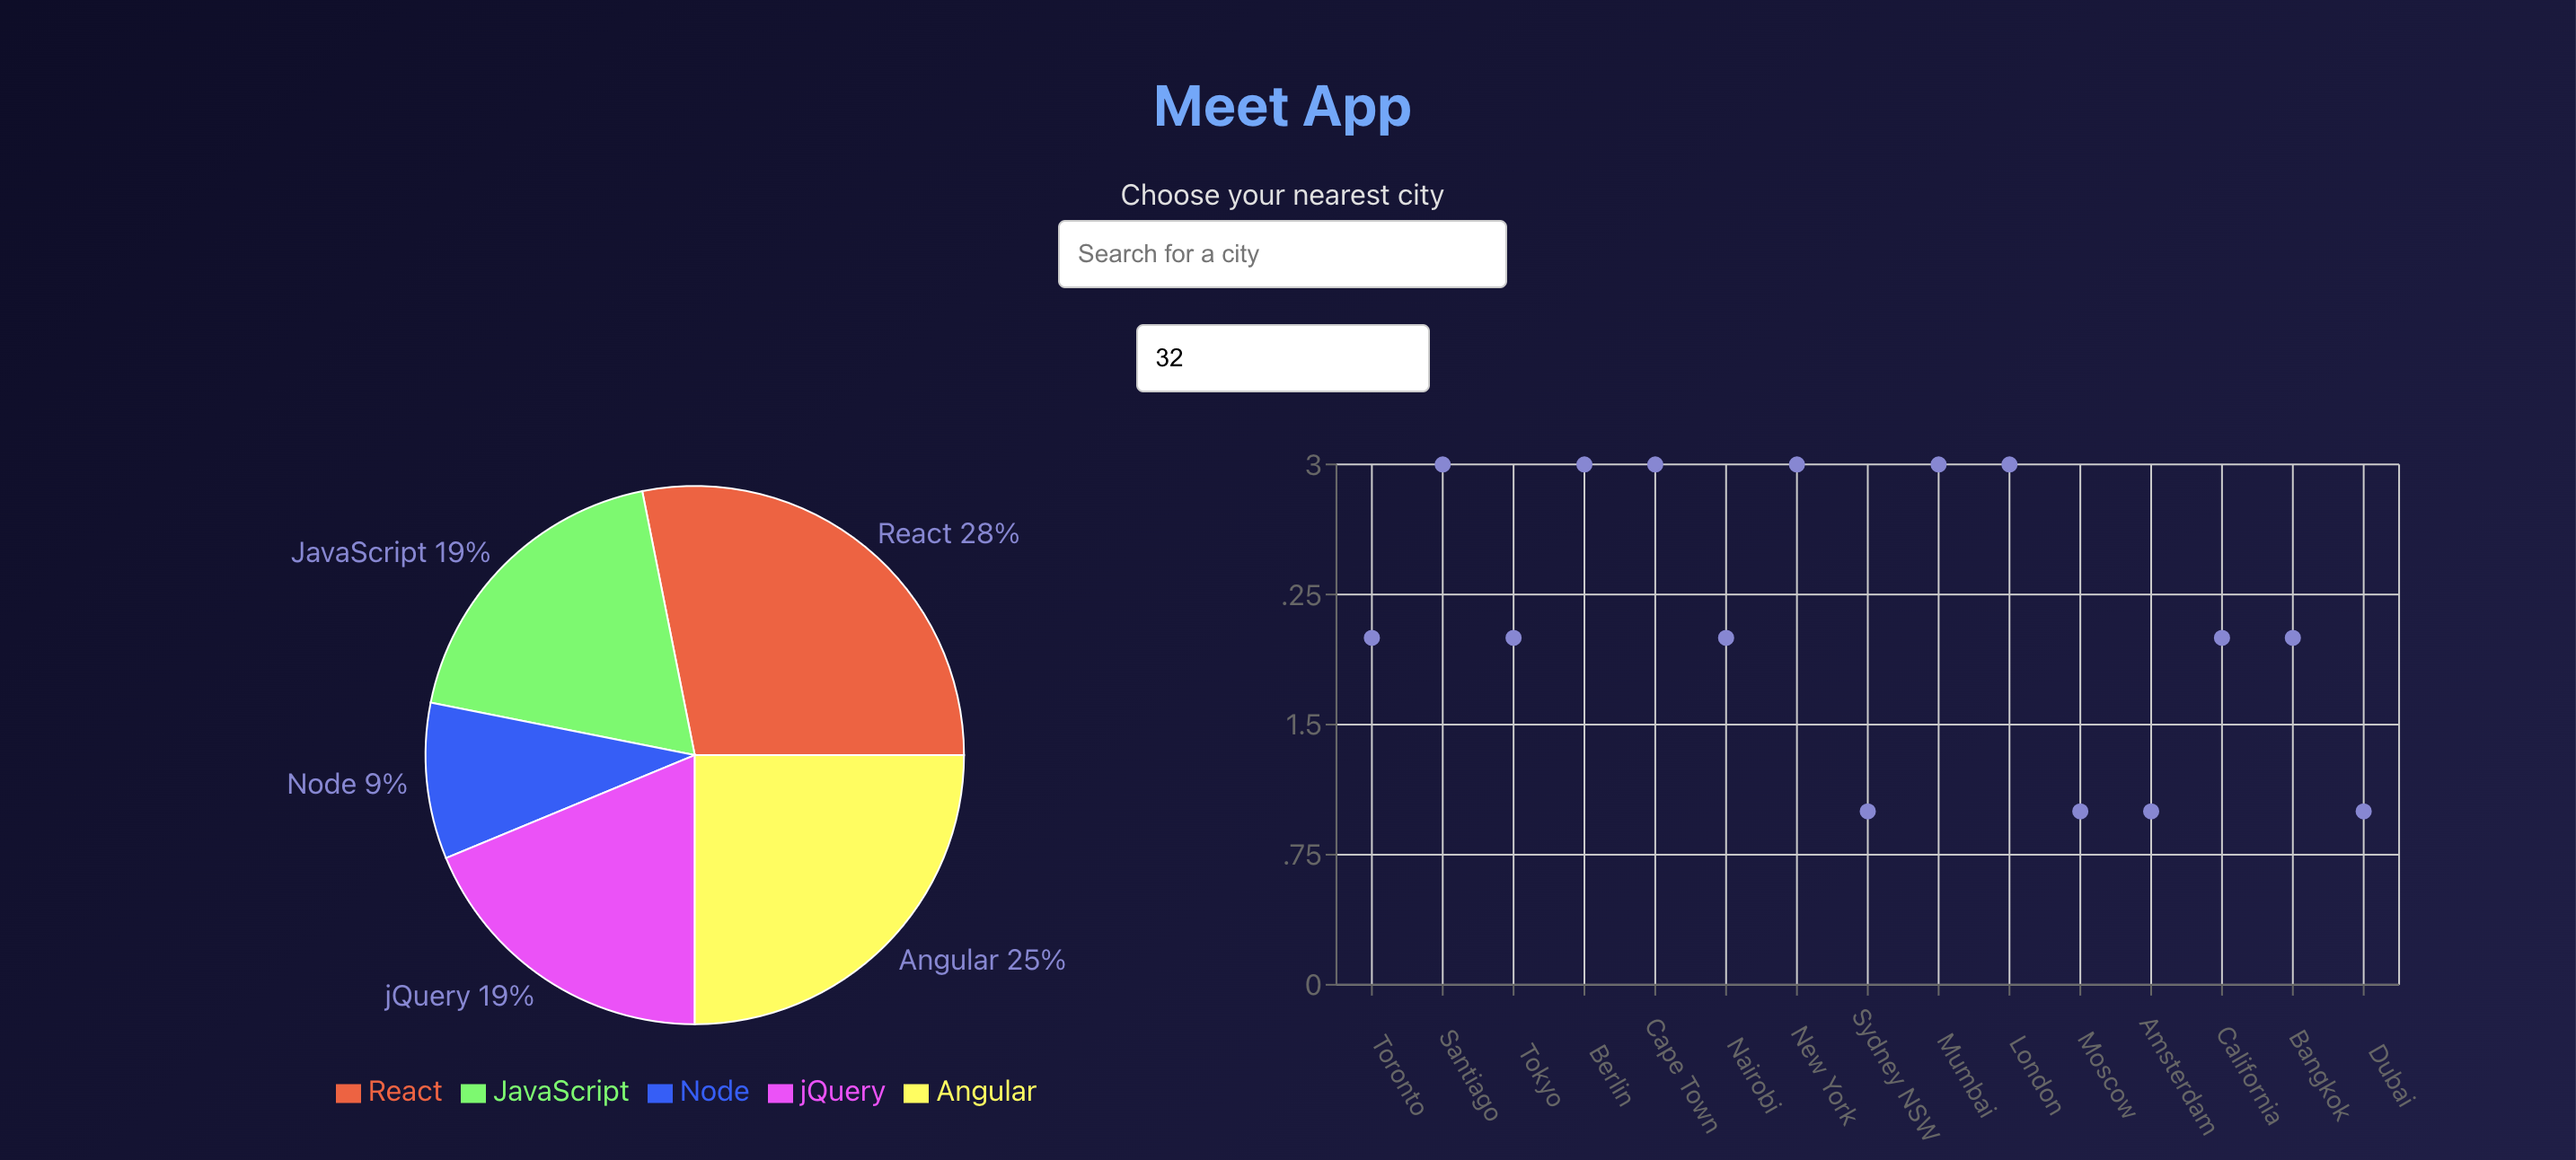 Meet App
Choose your nearest city
Search for a city
32
React 28%
JavaScript 19%
Node 9%
jQuery 19%
Angular 25%
React JavaScript Node jQuery Angular
3
.25
1.5
.75
0
Toronto
Santiago
Tokyo
Berlin
Cape Town
Nairobi
New York
Sydney NSW
Mumbai
London
Moscow
Amsterdam
California
Bangkok
Dubai